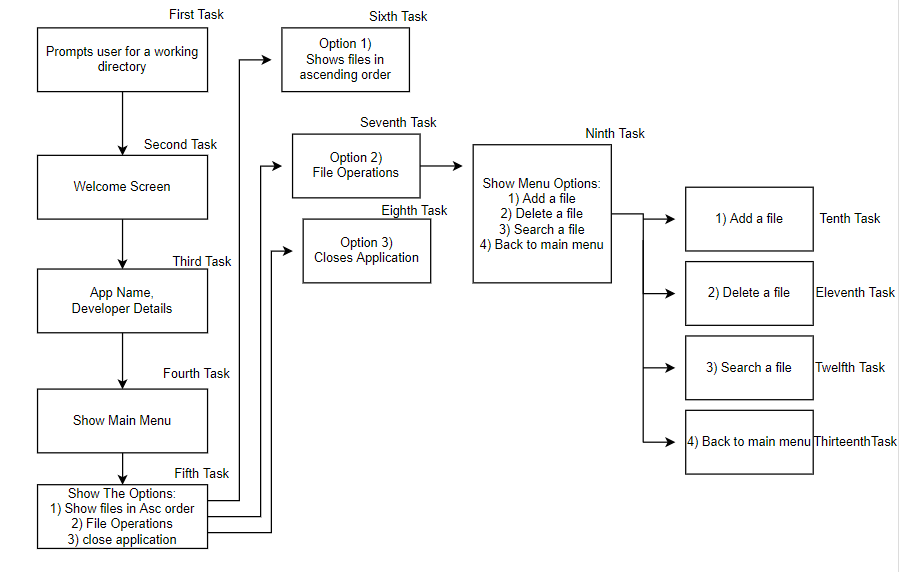 First Task
Prompts user for a working
directory
Second Task
Welcome Screen
Third Task
App Name,
Developer Details
Fourth Task
Show Main Menu
Fifth Task
Show The Options:
1) Show files in Asc order
2) File Operations
3) close application
Sixth Task
Option 1)
Shows files in
ascending order
Seventh Task
Option 2)
File Operations
Eighth Task
Option 3)
Closes Application
Ninth Task
Show Menu Options:
1) Add a file
2) Delete a file
3) Search a file
4) Back to main menu
1) Add a file
Tenth Task
2) Delete a file
Eleventh Task
3) Search a file
Twelfth Task
4) Back to main menu
ThirteenthTask